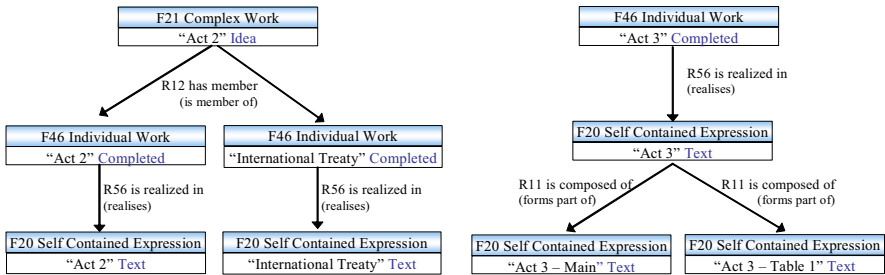 F21 Complex Work
“Act 2” Idea
R12 has member
(is member of)
F46 Individual Work
“Act 2” Completed
F46 Individual Work
“International Treaty” Completed
R56 is realized in
(realises)
R56 is realized in
(realises)
F20 Self Contained Expression
“Act 2” Text
F20 Self Contained Expression
“International Treaty” Text
F46 Individual Work
“Act 3” Completed
R56 is realized in
(realises)
F20 Self Contained Expression
“Act 3” Text
R11 is composed of
(forms part of)
R11 is composed of
(forms part of)
F20 Self Contained Expression
“Act 3 – Main” Text
F20 Self Contained Expression
“Act 3 – Table 1” Text